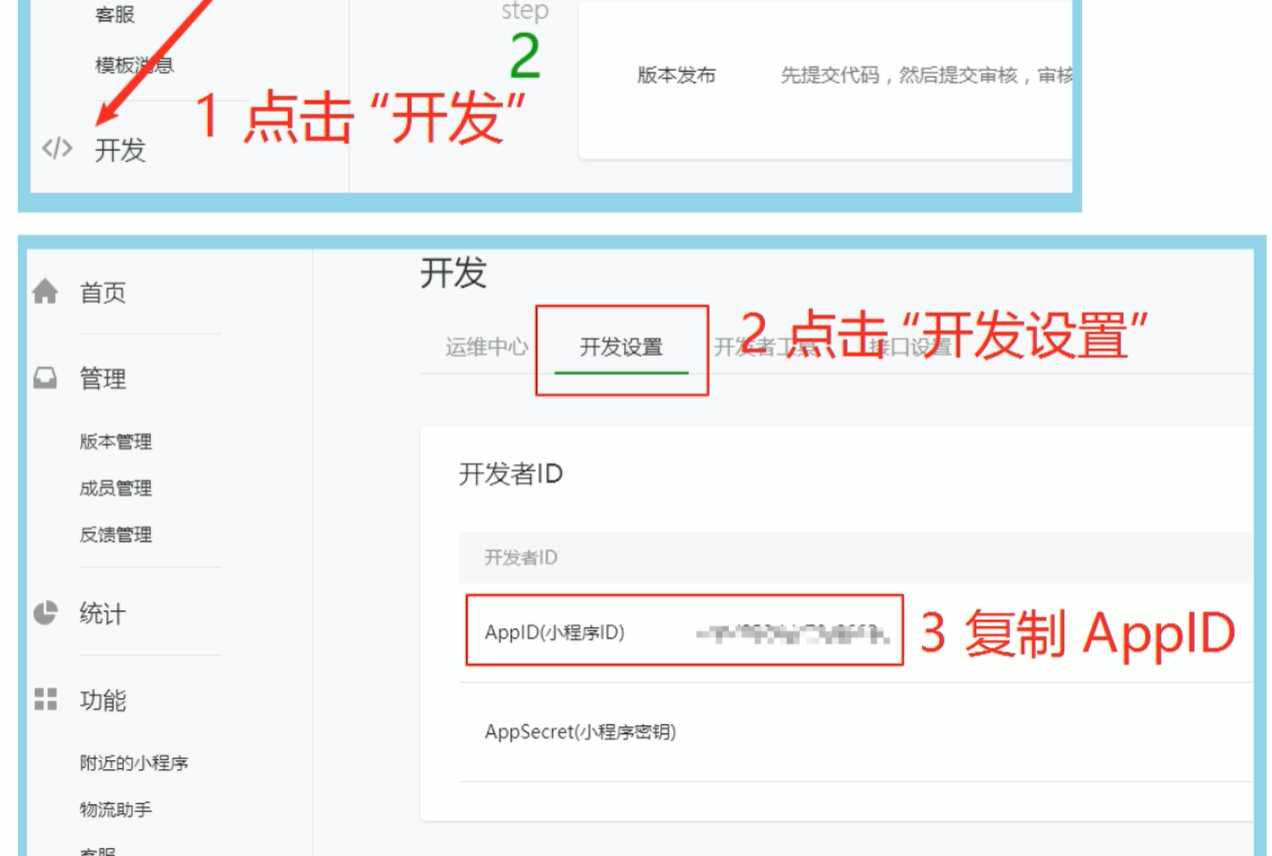 客服
step
模板消息
2
版本发布 先提交代码，然后提交审核，审核
1 点击 “开发”
</> 开发
首页
开发
2 点击 “开发设置”
运维中心 开发设置 开发者工具 接口设置
管理
版本管理
开发者ID
成员管理
反馈管理
开发者ID
统计
AppID(小程序ID)
3 复制 AppID
功能
AppSecret(小程序密钥)
附近的小程序
物流助手
客服